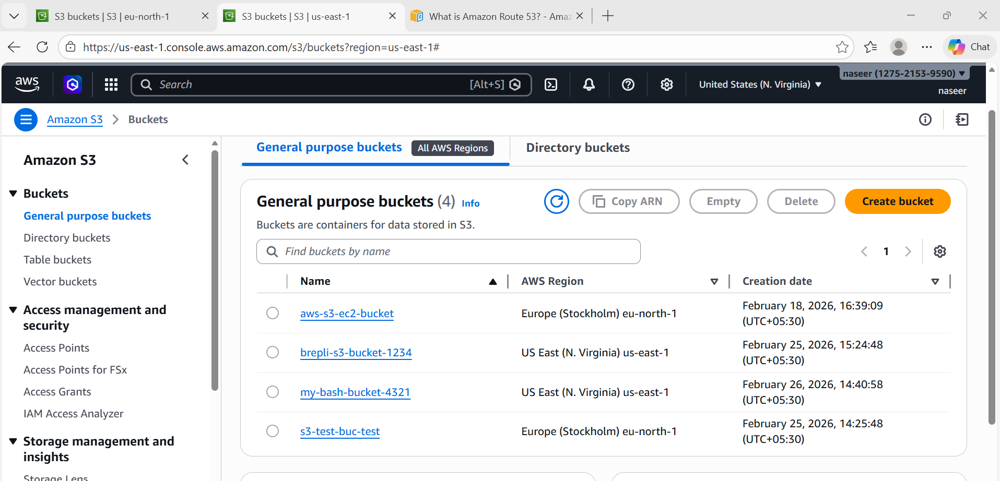 S3 buckets | S3 | eu-north-1
S3 buckets | S3 | us-east-1
What is Amazon Route 53? - Amaz
https://us-east-1.console.aws.amazon.com/s3/buckets?region=us-east-1#
Chat
aws
Search
[Alt+S]
United States (N. Virginia)
naseer (1275-2153-9590)
naseer
Amazon S3
Buckets
Amazon S3
Buckets
General purpose buckets
Directory buckets
Table buckets
Vector buckets
Access management and
security
Access Points
Access Points for FSx
Access Grants
IAM Access Analyzer
Storage management and
insights
Storage Lens
General purpose buckets
All AWS Regions
Directory buckets
General purpose buckets (4) Info
Copy ARN
Empty
Delete
Create bucket
Buckets are containers for data stored in S3.
Find buckets by name
1
Name
AWS Region
Creation date
aws-s3-ec2-bucket
Europe (Stockholm) eu-north-1
February 18, 2026, 16:39:09
(UTC+05:30)
brepli-s3-bucket-1234
US East (N. Virginia) us-east-1
February 25, 2026, 15:24:48
(UTC+05:30)
my-bash-bucket-4321
US East (N. Virginia) us-east-1
February 26, 2026, 14:40:58
(UTC+05:30)
s3-test-buc-test
Europe (Stockholm) eu-north-1
February 25, 2026, 14:25:48
(UTC+05:30)